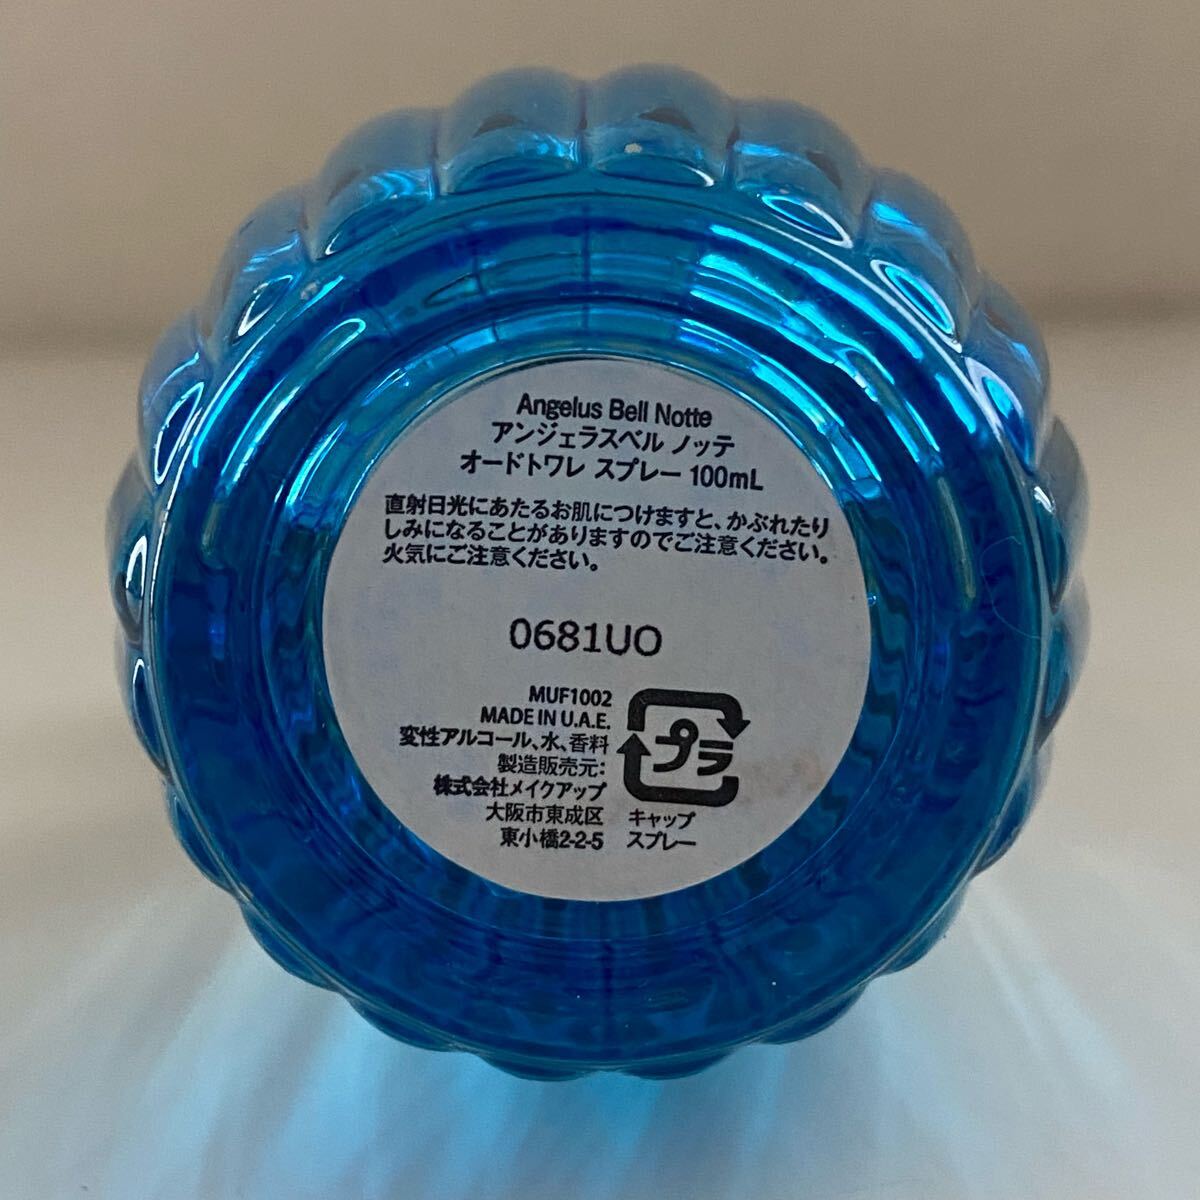 Angelus Bell Notte
アンジェラスベル ノッテ
オードトワレ スプレー 100mL
直射日光にあたるお肌につけますと、かぶれたり
しみになることがありますのでご注意ください。
火気にご注意ください。
0681UO
MUF1002
MADE IN U.A.E.
変性アルコール、水、香料
製造販売元:
株式会社メイクアップ
大阪市東成区
東小橋2-2-5
プラ
キャップ
スプレー